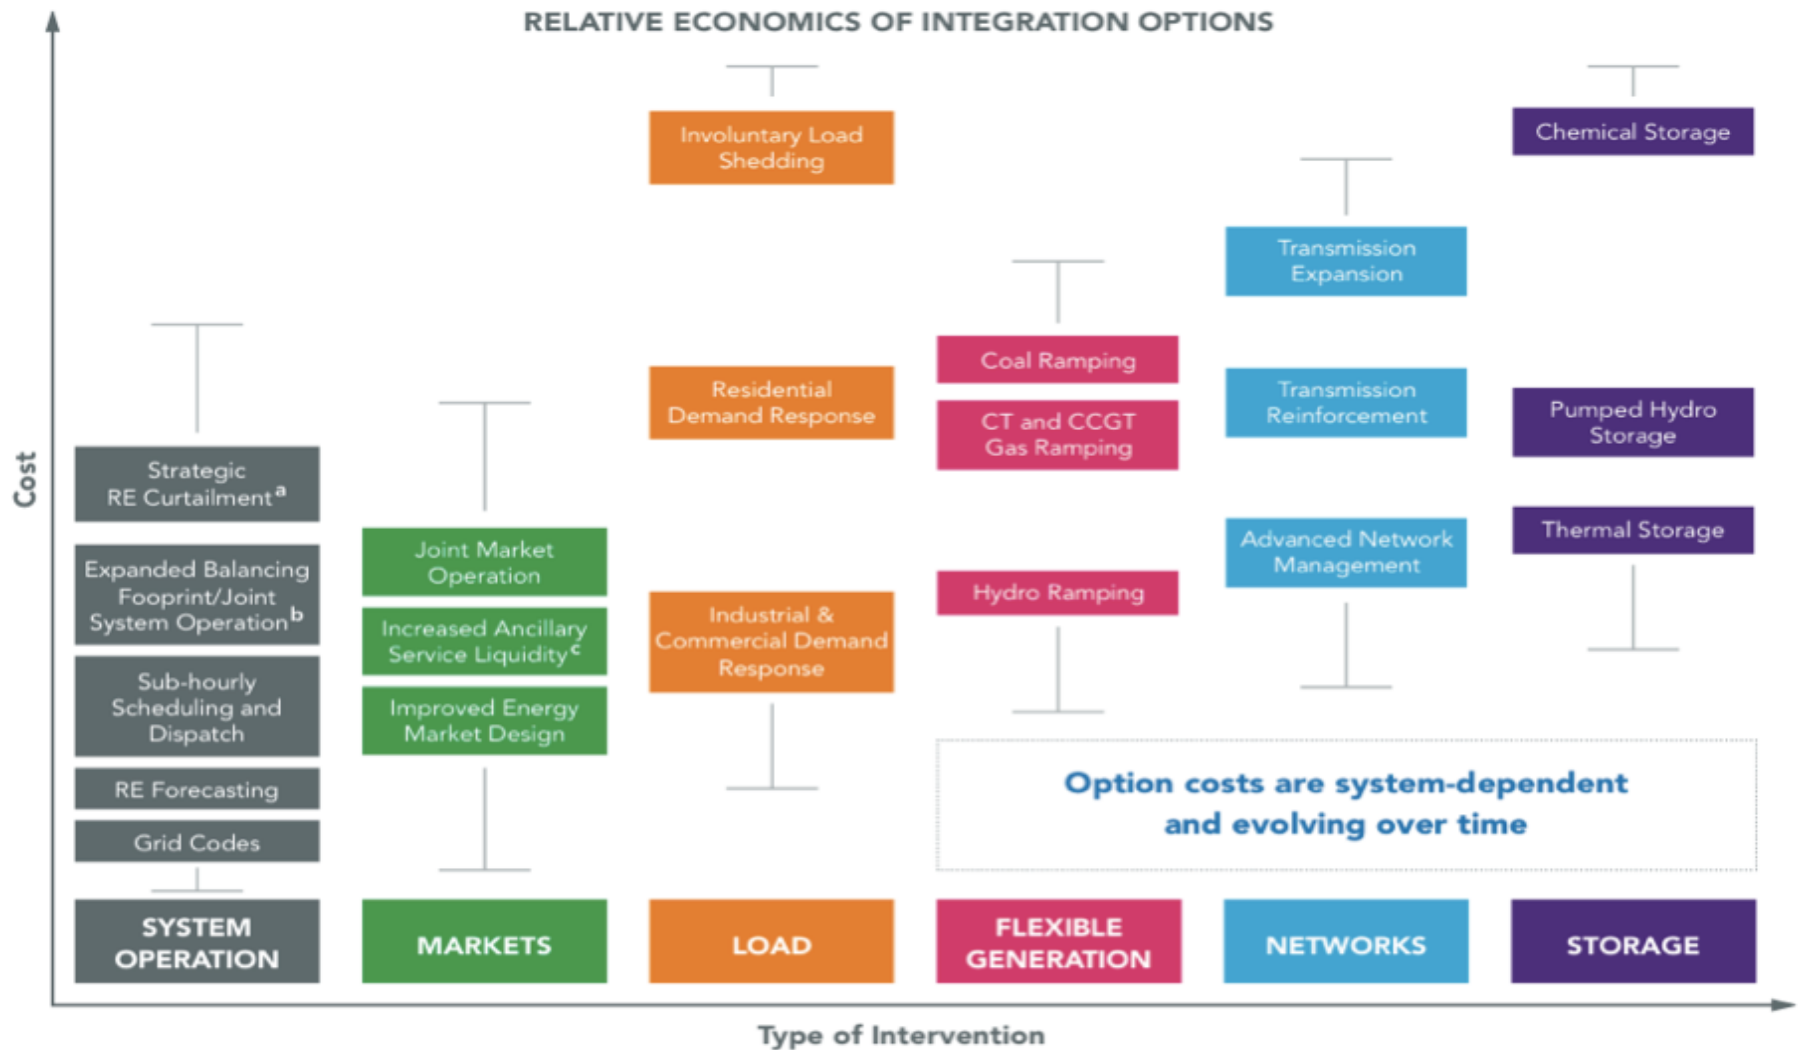 RELATIVE ECONOMICS OF INTEGRATION OPTIONS
Cost
Strategic
RE Curtailment a
Expanded Balancing
Fooprint/Joint
System Operation b
Sub-hourly
Scheduling and
Dispatch
RE Forecasting
Grid Codes
SYSTEM
OPERATION
Joint Market
Operation
Increased Ancillary
Service Liquidity c
Improved Energy
Market Design
MARKETS
Involuntary Load
Shedding
Residential
Demand Response
Industrial &
Commercial Demand
Response
LOAD
Coal Ramping
CT and CCGT
Gas Ramping
Hydro Ramping
FLEXIBLE
GENERATION
Transmission
Expansion
Transmission
Reinforcement
Advanced Network
Management
NETWORKS
Chemical Storage
Pumped Hydro
Storage
Thermal Storage
STORAGE
Option costs are system-dependent
and evolving over time
Type of Intervention